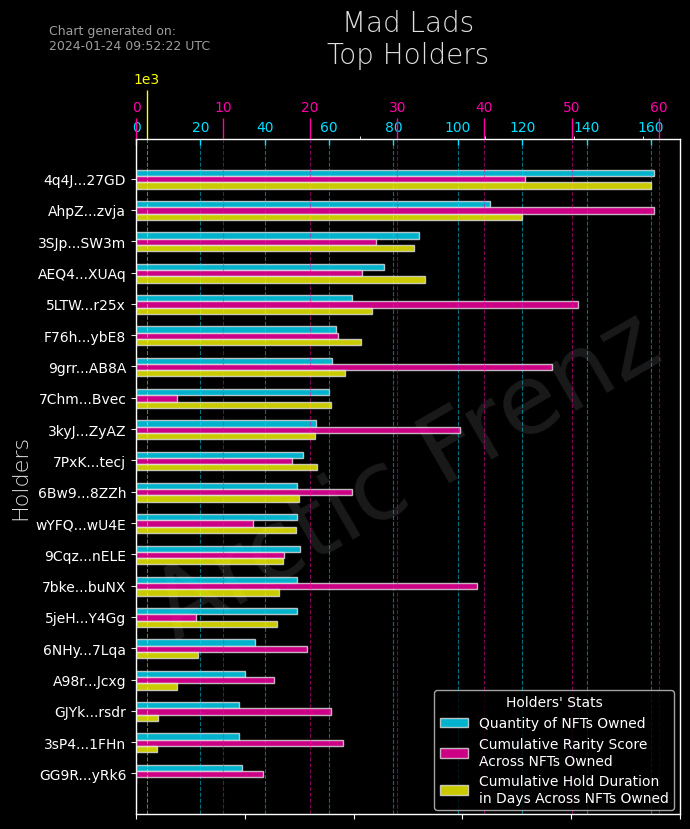 Chart generated on:
2024-01-24 09:52:22 UTC
Mad Lads
Top Holders
1e3
0 10 20 30 40 50 60
0 20 40 60 80 100 120 140 160
Holders
4q4J...27GD
AhpZ...zvja
3SJp...SW3m
AEQ4...XUAq
5LTW...r25x
F76h...ybE8
9grr...AB8A
7Chm...Bvec
3kyJ...ZyAZ
7PxK...tecj
6Bw9...8ZZh
wYFQ...wU4E
9Cqz...nELE
7bke...buNX
5jeH...Y4Gg
6NHy...7Lqa
A98r...Jcxg
GJYk...rsdr
3sP4...1FHn
GG9R...yRk6
Arctic Frenz
Holders' Stats
Quantity of NFTs Owned
Cumulative Rarity Score
Across NFTs Owned
Cumulative Hold Duration
in Days Across NFTs Owned